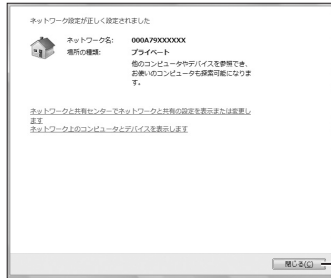 ネットワーク設定が正しく設定されました
ネットワーク名: 000A79XXXXXX
場所の種類: プライベート
他のコンピュータやデバイスを参照でき、
お使いのコンピュータも探索可能になりま
す。
ネットワークと共有センターでネットワークと共有の設定を表示または変更し
ます
ネットワーク上のコンピュータとデバイスを表示します
閉じる(C)